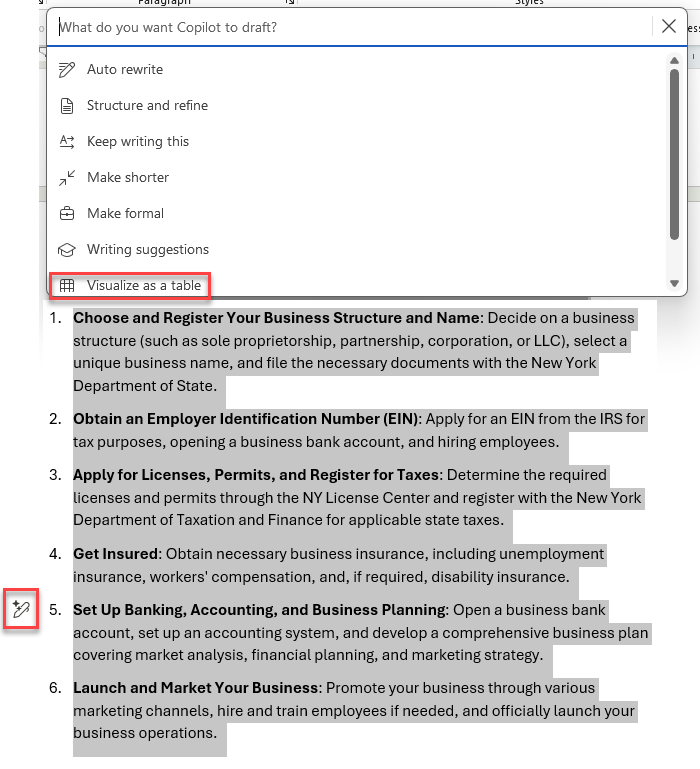 Paragraph
Styles
What do you want Copilot to draft?
Auto rewrite
Structure and refine
Keep writing this
Make shorter
Make formal
Writing suggestions
Visualize as a table
1. Choose and Register Your Business Structure and Name: Decide on a business
structure (such as sole proprietorship, partnership, corporation, or LLC), select a
unique business name, and file the necessary documents with the New York
Department of State.
2. Obtain an Employer Identification Number (EIN): Apply for an EIN from the IRS for
tax purposes, opening a business bank account, and hiring employees.
3. Apply for Licenses, Permits, and Register for Taxes: Determine the required
licenses and permits through the NY License Center and register with the New York
Department of Taxation and Finance for applicable state taxes.
4. Get Insured: Obtain necessary business insurance, including unemployment
insurance, workers' compensation, and, if required, disability insurance.
5. Set Up Banking, Accounting, and Business Planning: Open a business bank
account, set up an accounting system, and develop a comprehensive business plan
covering market analysis, financial planning, and marketing strategy.
6. Launch and Market Your Business: Promote your business through various
marketing channels, hire and train employees if needed, and officially launch your
business operations.